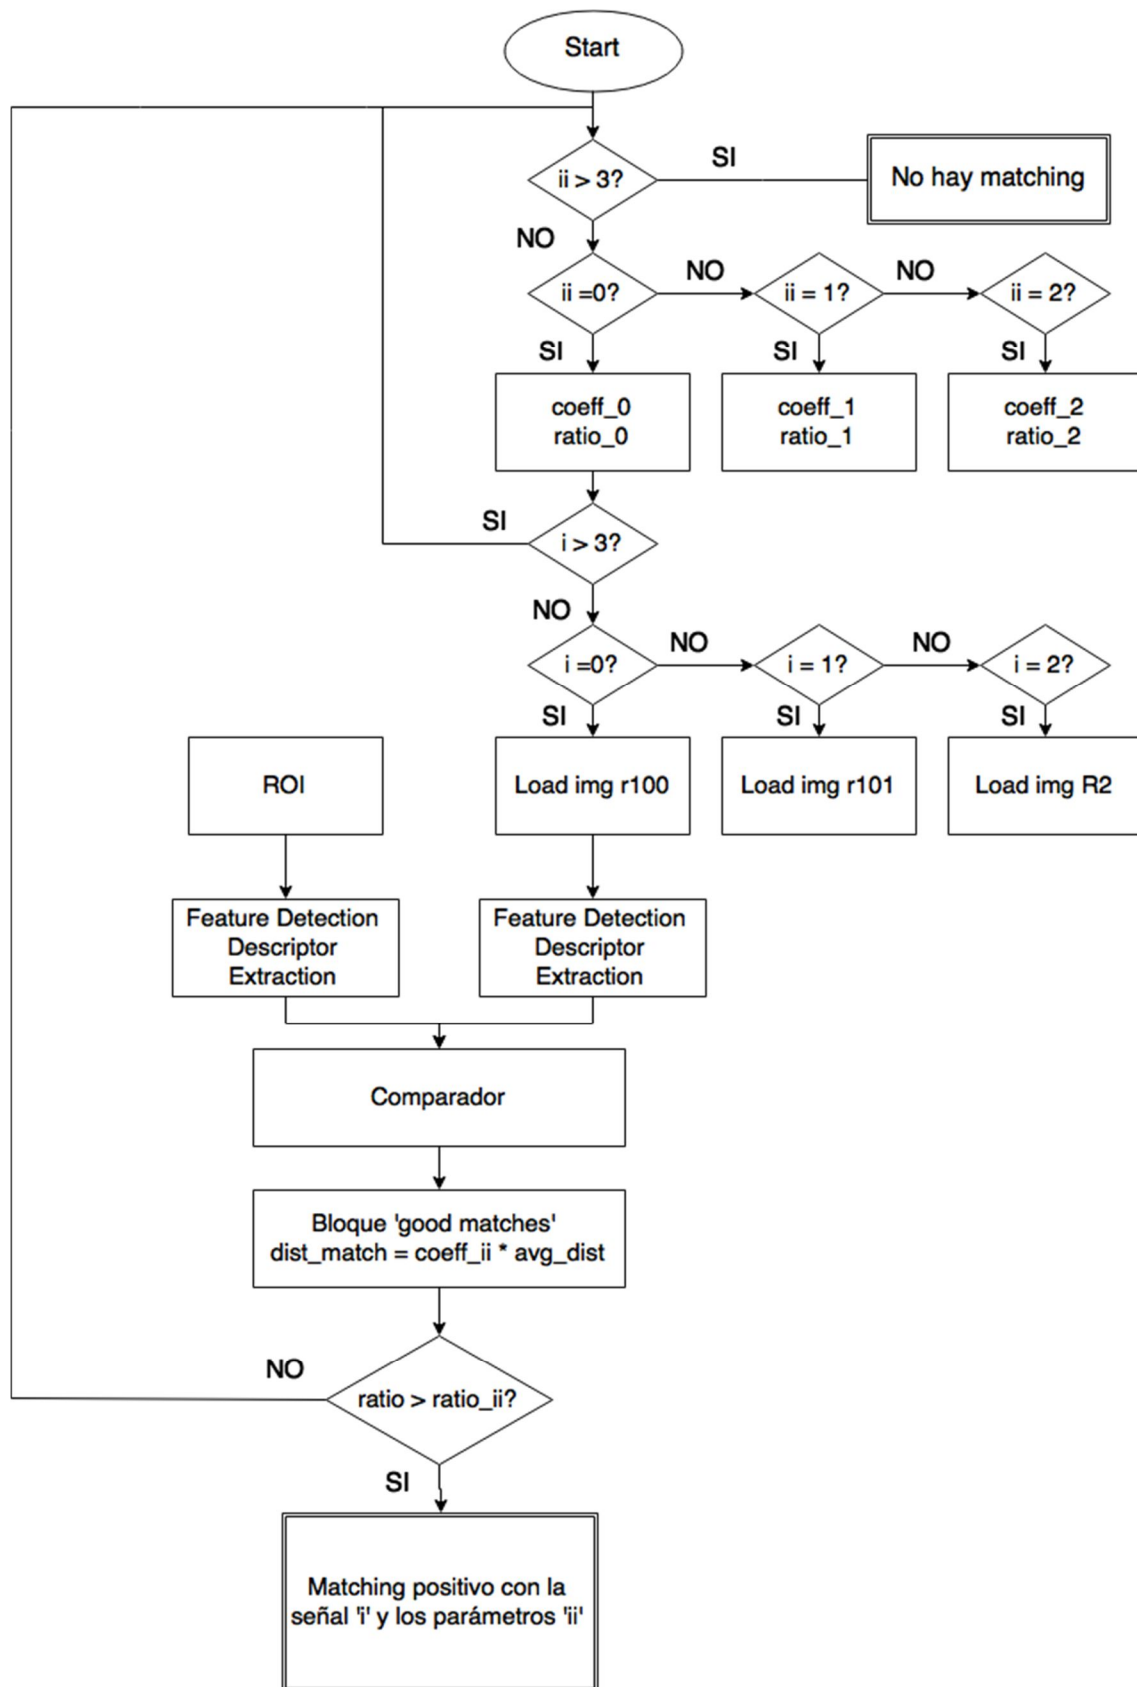 Start
ii > 3?
SI
No hay matching
NO
ii =0?
NO
ii = 1?
NO
ii = 2?
SI
SI
SI
coeff_0
ratio_0
coeff_1
ratio_1
coeff_2
ratio_2
SI
i > 3?
NO
i =0?
NO
i = 1?
NO
i = 2?
SI
SI
SI
ROI
Load img r100
Load img r101
Load img R2
Feature Detection
Descriptor
Extraction
Feature Detection
Descriptor
Extraction
Comparador
Bloque 'good matches'
dist_match = coeff_ii * avg_dist
NO
ratio > ratio_ii?
SI
Matching positivo con la
señal 'i' y los parámetros 'ii'